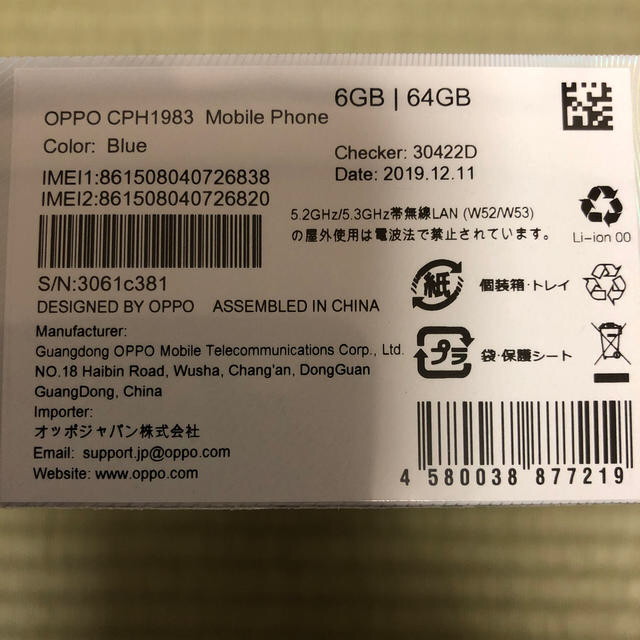 OPPO CPH1983 Mobile Phone
6GB | 64GB
Color: Blue
Checker: 30422D
Date: 2019.12.11
IMEI1:861508040726838
IMEI2:861508040726820
5.2GHz/5.3GHz帯無線LAN (W52/W53)
の屋外使用は電波法で禁止されています。
Li-ion 00
S/N:3061c381
紙 個装箱・トレイ
DESIGNED BY OPPO ASSEMBLED IN CHINA
Manufacturer:
Guangdong OPPO Mobile Telecommunications Corp., Ltd.
NO.18 Haibin Road, Wusha, Chang'an, DongGuan
GuangDong, China
プラ 袋・保護シート
Importer:
オッポジャパン株式会社
Email: support.jp@oppo.com
Website: www.oppo.com
4 580038 877219